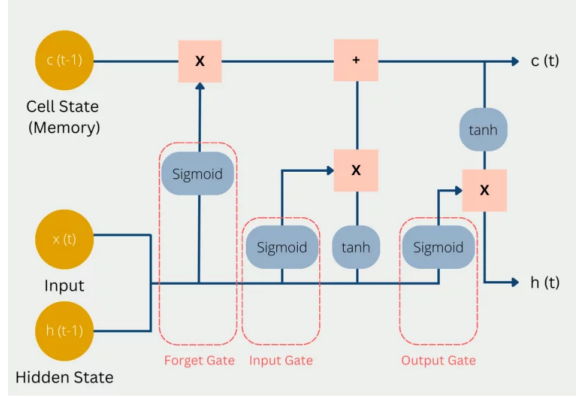 c (t-1)
X
+
c (t)
Cell State
(Memory)
tanh
Sigmoid
X
X
x (t)
Sigmoid
tanh
Sigmoid
Input
h (t)
h (t-1)
Forget Gate
Input Gate
Output Gate
Hidden State